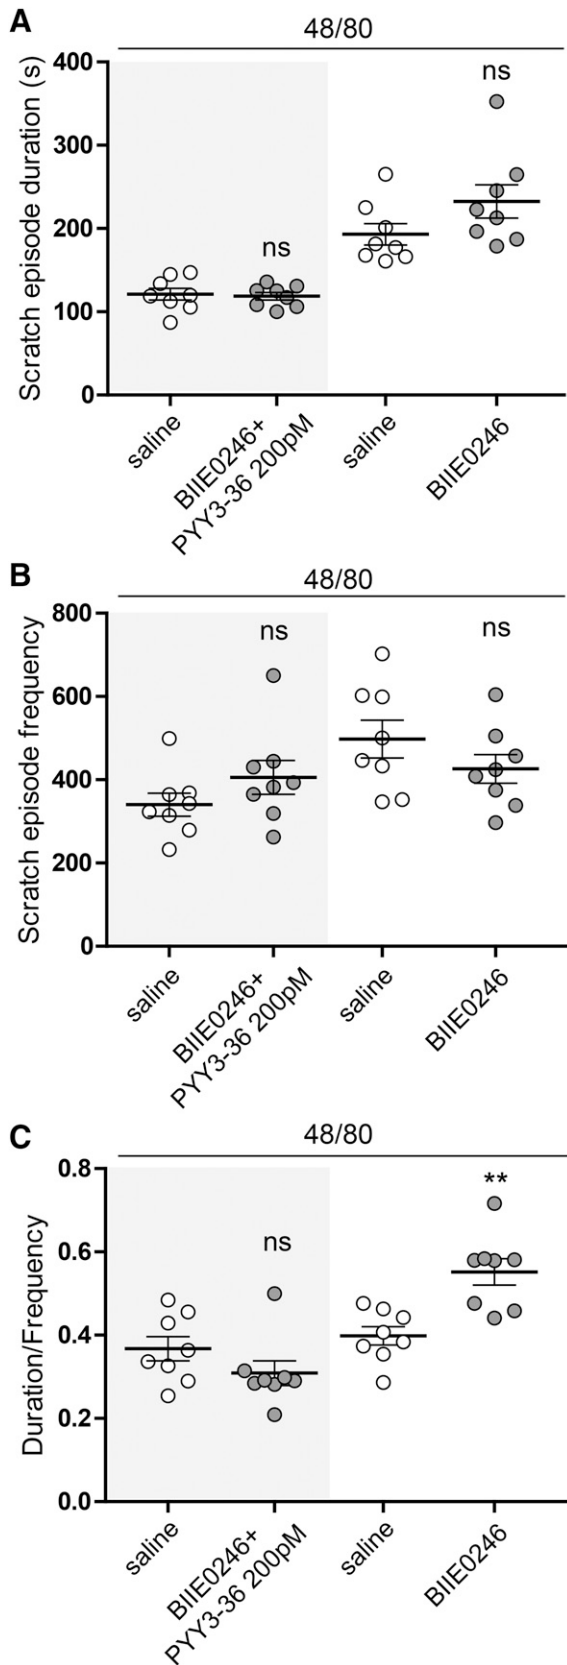 A
48/80
Scratch episode duration (s)
400
300
200
100
0
ns
ns
saline
BIIE0246+
PYY3-36 200pM
saline
BIIE0246
B
48/80
Scratch episode frequency
800
600
400
200
0
ns
ns
saline
BIIE0246+
PYY3-36 200pM
saline
BIIE0246
C
48/80
Duration/Frequency
0.8
0.6
0.4
0.2
0.0
ns
**
saline
BIIE0246+
PYY3-36 200pM
saline
BIIE0246